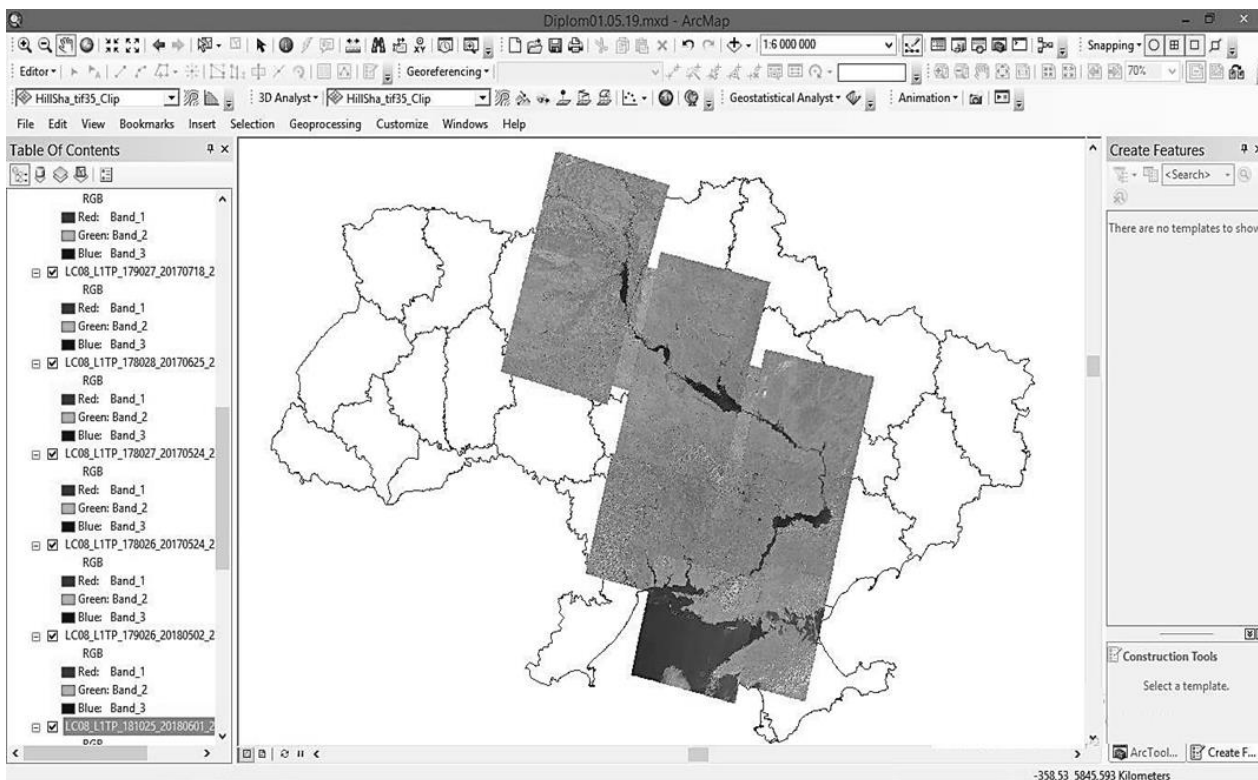 Diplom01.05.19.mxd - ArcMap
1:6 000 000
Snapping
Editor
Georeferencing
70%
HillSha_tif35_Clip
3D Analyst
HillSha_tif35_Clip
Geostatistical Analyst
Animation
File Edit View Bookmarks Insert Selection Geoprocessing Customize Windows Help
Table Of Contents
RGB
Red: Band_1
Green: Band_2
Blue: Band_3
LC08_L1TP_179027_20170718_2
RGB
Red: Band_1
Green: Band_2
Blue: Band_3
LC08_L1TP_178028_20170625_2
RGB
Red: Band_1
Green: Band_2
Blue: Band_3
LC08_L1TP_178027_20170524_2
RGB
Red: Band_1
Green: Band_2
Blue: Band_3
LC08_L1TP_178026_20170524_2
RGB
Red: Band_1
Green: Band_2
Blue: Band_3
LC08_L1TP_179026_20180502_2
RGB
Red: Band_1
Green: Band_2
Blue: Band_3
LC08_L1TP_181025_20180601_2
RGB
Create Features
<Search>
There are no templates to show
Construction Tools
Select a template.
ArcTool... Create F...
-358.53 5845.593 Kilometers